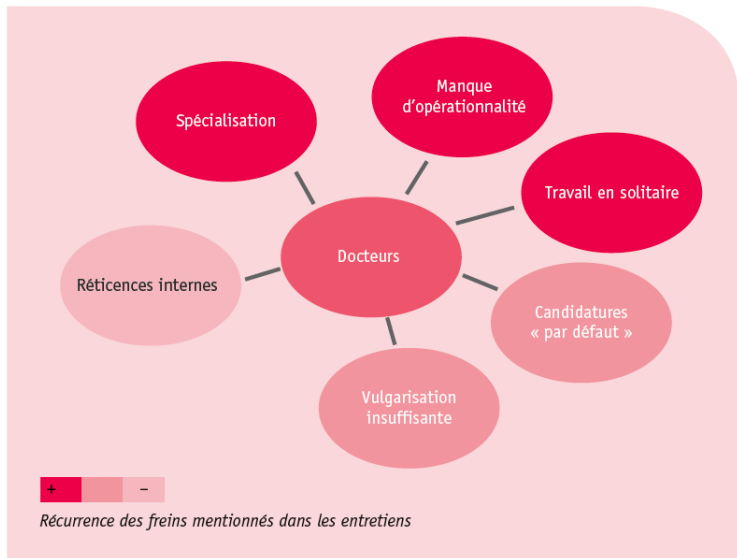 Manque
d'opérationnalité
Spécialisation
Travail en solitaire
Docteurs
Réticences internes
Candidatures
« par défaut »
Vulgarisation
insuffisante
+ –
Récurrence des freins mentionnés dans les entretiens